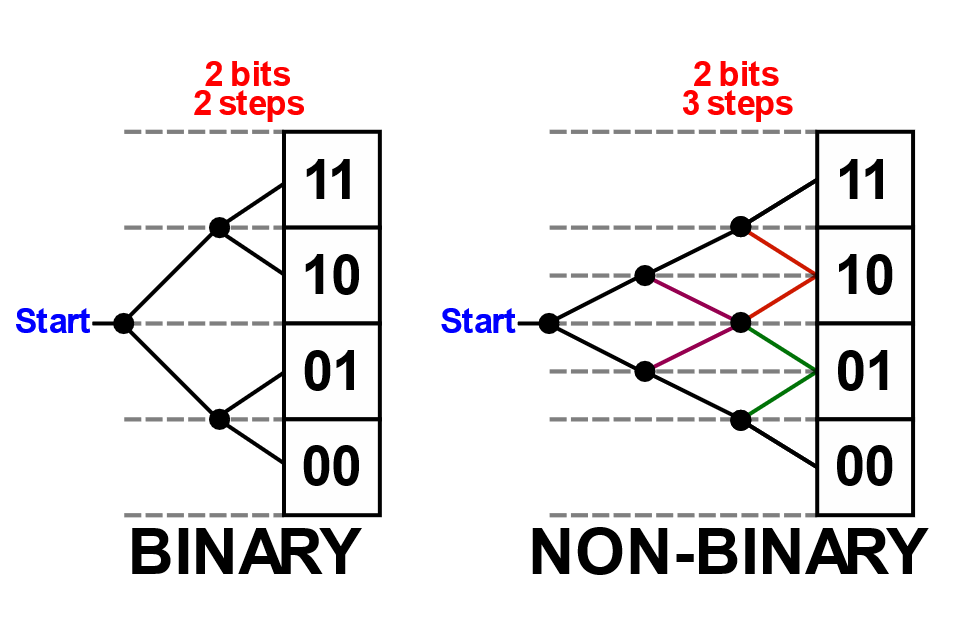 2 bits
2 steps
11
10
Start
01
00
BINARY
2 bits
3 steps
11
10
Start
01
00
NON-BINARY